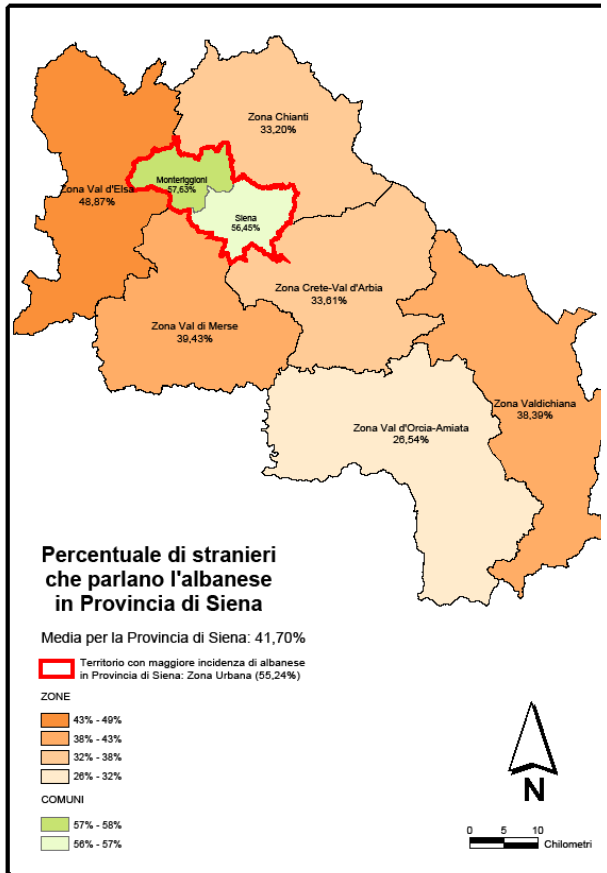 Zona Chianti
33,20%
Monteriggioni
57,63%
Zona Val d'Elsa
48,87%
Siena
56,45%
Zona Crete-Val d'Arbia
33,61%
Zona Val di Merse
39,43%
Zona Valdichiana
38,39%
Zona Val d'Orcia-Amiata
26,54%
Percentuale di stranieri
che parlano l'albanese
in Provincia di Siena
Media per la Provincia di Siena: 41,70%
Territorio con maggiore incidenza di albanese
in Provincia di Siena: Zona Urbana (55,24%)
ZONE
43% - 49%
38% - 43%
32% - 38%
26% - 32%
COMUNI
57% - 58%
56% - 57%
N
0 5 10
Chilometri